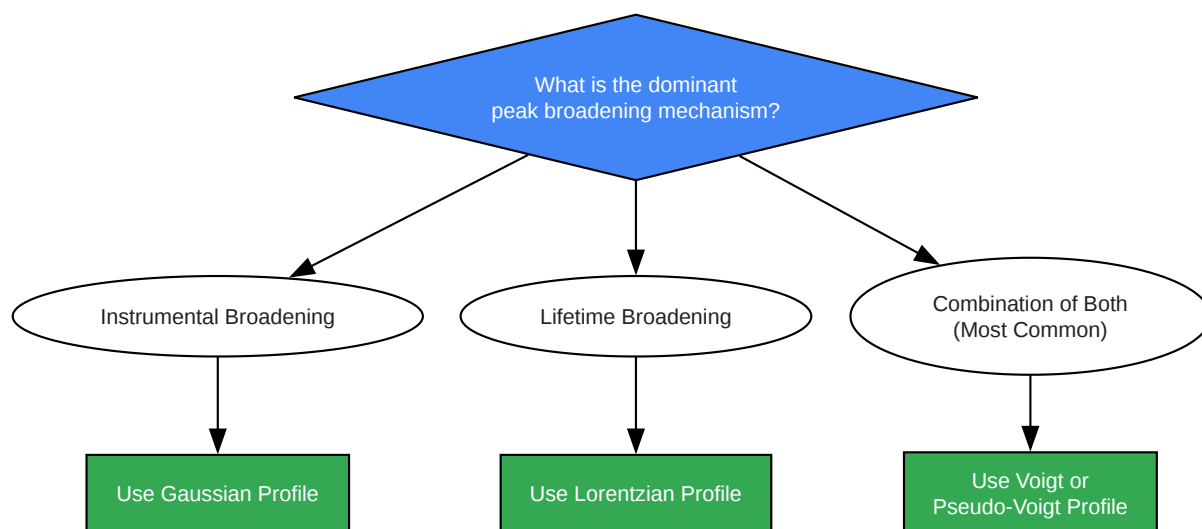 What is the dominant
peak broadening mechanism?
Instrumental Broadening
Lifetime Broadening
Combination of Both
(Most Common)
Use Gaussian Profile
Use Lorentzian Profile
Use Voigt or
Pseudo-Voigt Profile